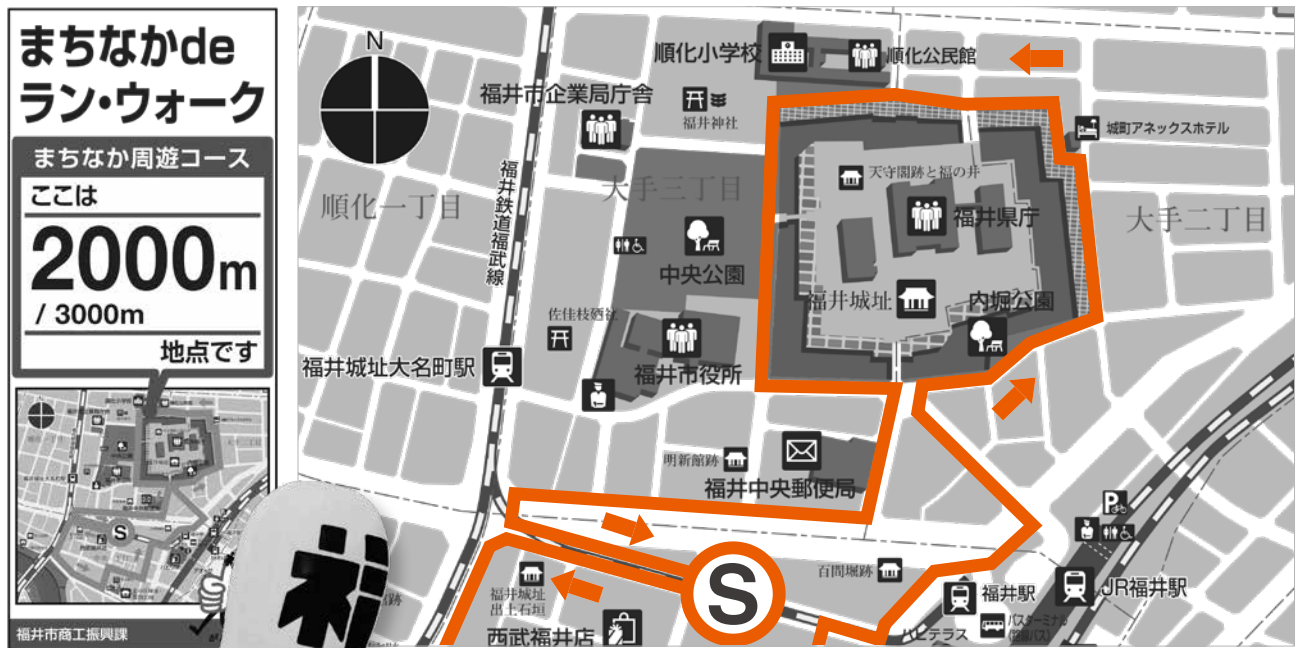 まちなかde
ラン・ウォーク
まちなか周遊コース
ここは
2000m
/ 3000m
地点です
福井市商工振興課
N
順化小学校
順化公民館
福井市企業局庁舎
福井神社
城町アネックスホテル
順化一丁目
大手三丁目
天守閣跡と福の井
大手二丁目
福井鉄道福武線
福井県庁
中央公園
福井城址
内堀公園
佐佳枝廼社
福井城址大名町駅
福井市役所
明新館跡
福井中央郵便局
P
百間堀跡
S
福井城址
出土石垣
西武福井店
福井駅
JR福井駅
ハピテラス
バスターミナル
(路線バス)